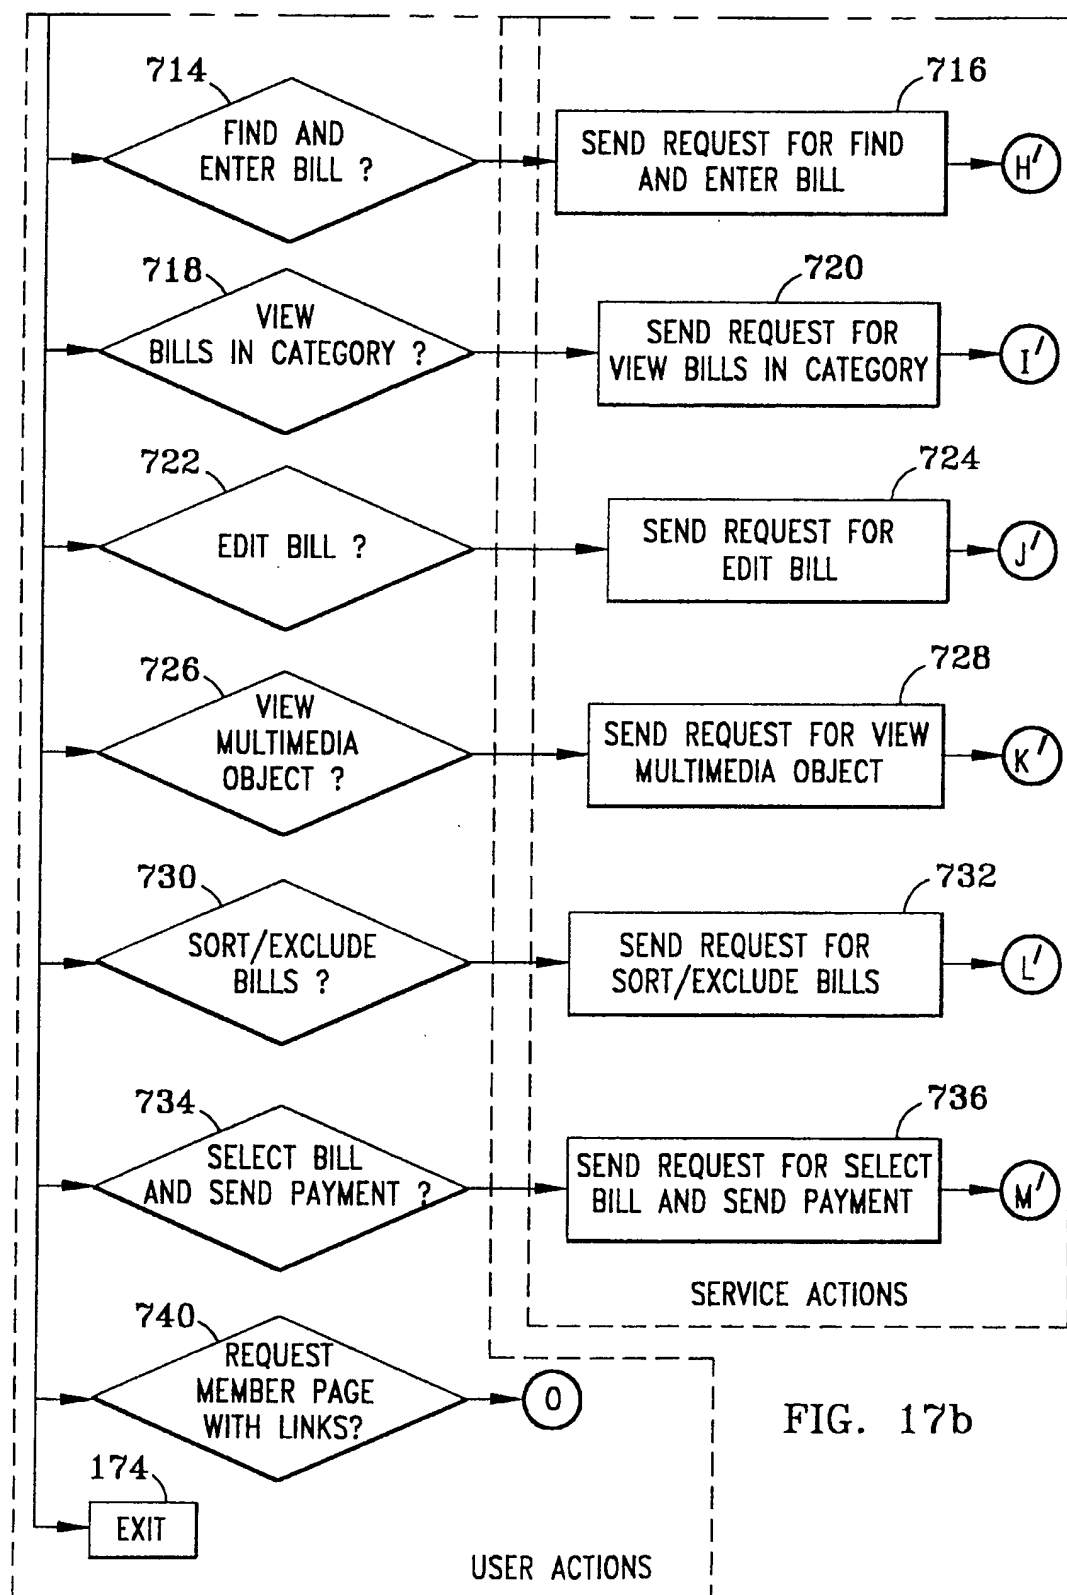 714
FIND AND
ENTER BILL ?
716
SEND REQUEST FOR FIND
AND ENTER BILL
H'
718
VIEW
BILLS IN CATEGORY ?
720
SEND REQUEST FOR
VIEW BILLS IN CATEGORY
I'
722
EDIT BILL ?
724
SEND REQUEST FOR
EDIT BILL
J'
726
VIEW
MULTIMEDIA
OBJECT ?
728
SEND REQUEST FOR VIEW
MULTIMEDIA OBJECT
K'
730
SORT/EXCLUDE
BILLS ?
732
SEND REQUEST FOR
SORT/EXCLUDE BILLS
L'
734
SELECT BILL
AND SEND PAYMENT ?
736
SEND REQUEST FOR SELECT
BILL AND SEND PAYMENT
M'
SERVICE ACTIONS
740
REQUEST
MEMBER PAGE
WITH LINKS?
O
FIG. 17b
174
EXIT
USER ACTIONS